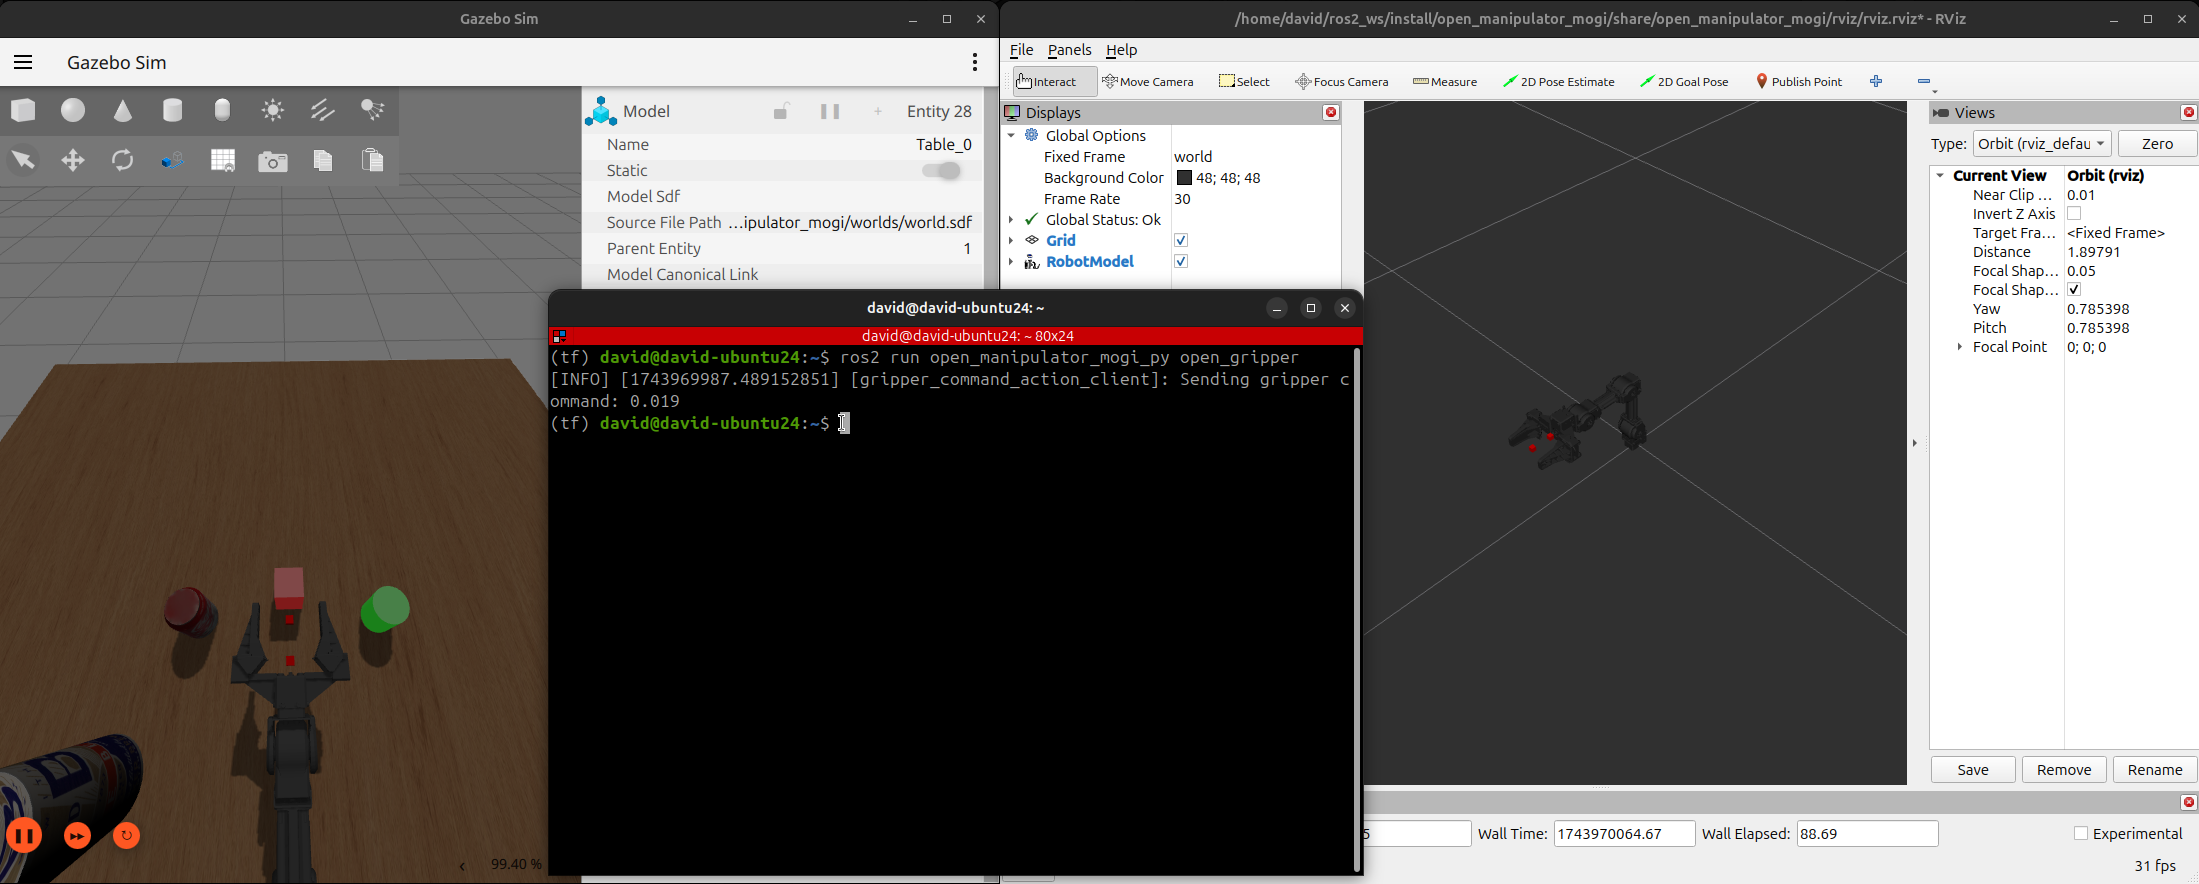 Gazebo Sim
Gazebo Sim
Model Entity 28
Name Table_0
Static
Model Sdf
Source File Path ...ipulator_mogi/worlds/world.sdf
Parent Entity 1
Model Canonical Link
99.40 %
/home/david/ros2_ws/install/open_manipulator_mogi/share/open_manipulator_mogi/rviz/rviz.rviz* - RViz
File Panels Help
Interact Move Camera Select Focus Camera Measure 2D Pose Estimate 2D Goal Pose Publish Point
Displays
Global Options
Fixed Frame world
Background Color 48; 48; 48
Frame Rate 30
Global Status: Ok
Grid
RobotModel
david@david-ubuntu24: ~
david@david-ubuntu24: ~ 80x24
(tf) david@david-ubuntu24:~$ ros2 run open_manipulator_mogi_py open_gripper
[INFO] [1743969987.489152851] [gripper_command_action_client]: Sending gripper c
ommand: 0.019
(tf) david@david-ubuntu24:~$
Views
Type: Orbit (rviz_defau Zero
Current View Orbit (rviz)
Near Clip ... 0.01
Invert Z Axis
Target Fra... <Fixed Frame>
Distance 1.89791
Focal Shap... 0.05
Focal Shap...
Yaw 0.785398
Pitch 0.785398
Focal Point 0; 0; 0
Save Remove Rename
5 Wall Time: 1743970064.67 Wall Elapsed: 88.69 Experimental
31 fps